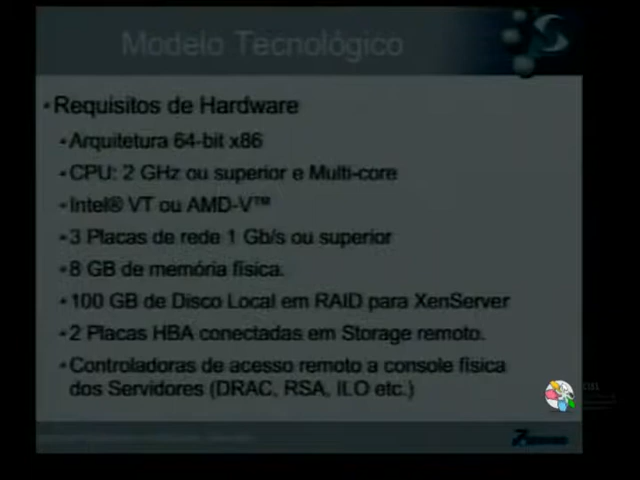 Modelo Tecnológico
•Requisitos de Hardware
•Arquitetura 64-bit x86
•CPU: 2 GHz ou superior e Multi-core
•Intel® VT ou AMD-V™
•3 Placas de rede 1 Gb/s ou superior
•8 GB de memória física.
•100 GB de Disco Local em RAID para XenServer
•2 Placas HBA conectadas em Storage remoto.
•Controladoras de acesso remoto a console física
dos Servidores (DRAC, RSA, ILO etc.)